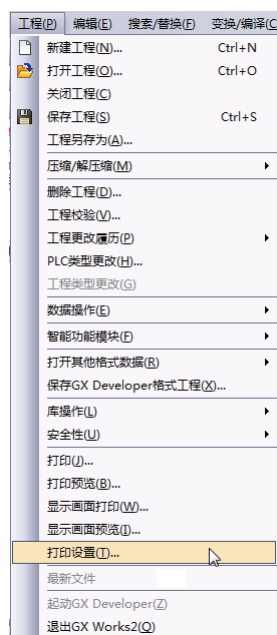 工程(P) 编辑(E) 搜索/替换(F) 变换/编译(C
新建工程(N)... Ctrl+N
打开工程(O)... Ctrl+O
关闭工程(C)
保存工程(S) Ctrl+S
工程另存为(A)...
压缩/解压缩(M)
删除工程(D)...
工程校验(V)...
工程更改履历(P)
PLC类型更改(H)...
工程类型更改(G)
数据操作(E)
智能功能模块(F)
打开其他格式数据(R)
保存GX Developer格式工程(X)...
库操作(L)
安全性(U)
打印(J)...
打印预览(B)...
显示画面打印(W)...
显示画面预览(I)...
打印设置(T)...
最新文件
起动GX Developer(Z)
退出GX Works2(Q)